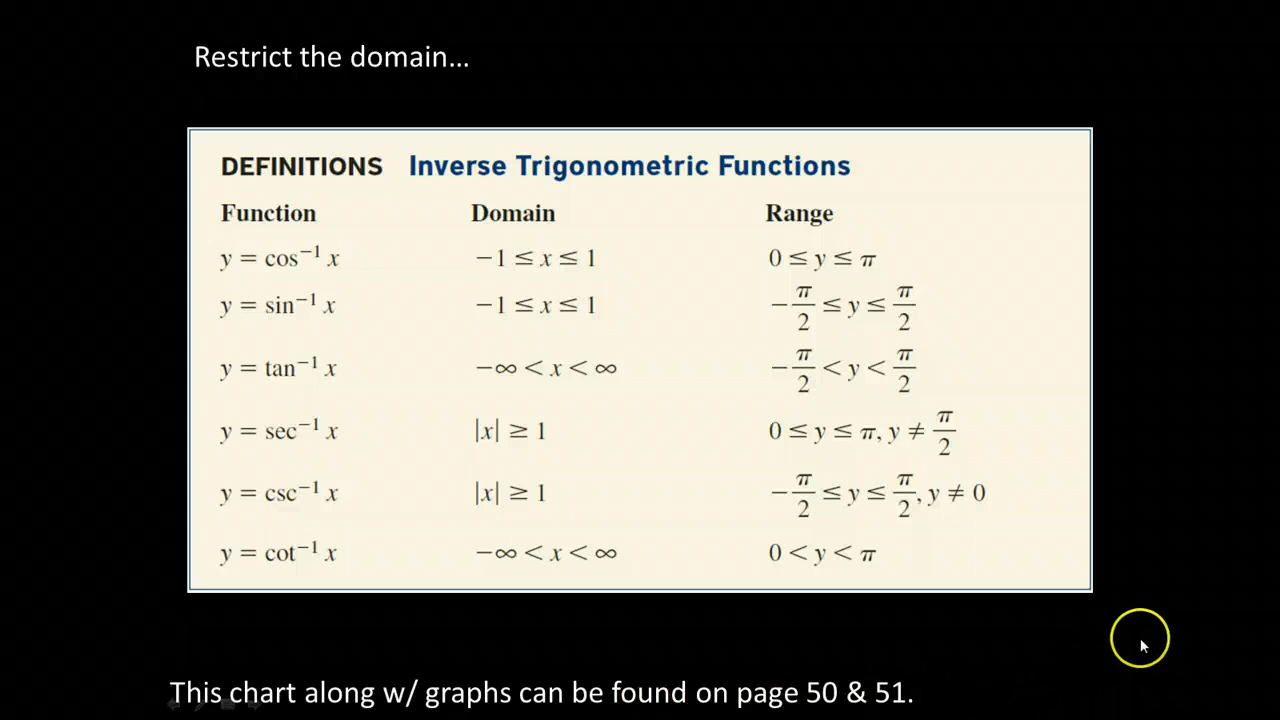 Restrict the domain...
DEFINITIONS Inverse Trigonometric Functions
Function Domain Range
y = cos⁻¹ x −1 ≤ x ≤ 1 0 ≤ y ≤ π
y = sin⁻¹ x −1 ≤ x ≤ 1 −π/2 ≤ y ≤ π/2
y = tan⁻¹ x −∞ < x < ∞ −π/2 < y < π/2
y = sec⁻¹ x |x| ≥ 1 0 ≤ y ≤ π, y ≠ π/2
y = csc⁻¹ x |x| ≥ 1 −π/2 ≤ y ≤ π/2, y ≠ 0
y = cot⁻¹ x −∞ < x < ∞ 0 < y < π
This chart along w/ graphs can be found on page 50 & 51.